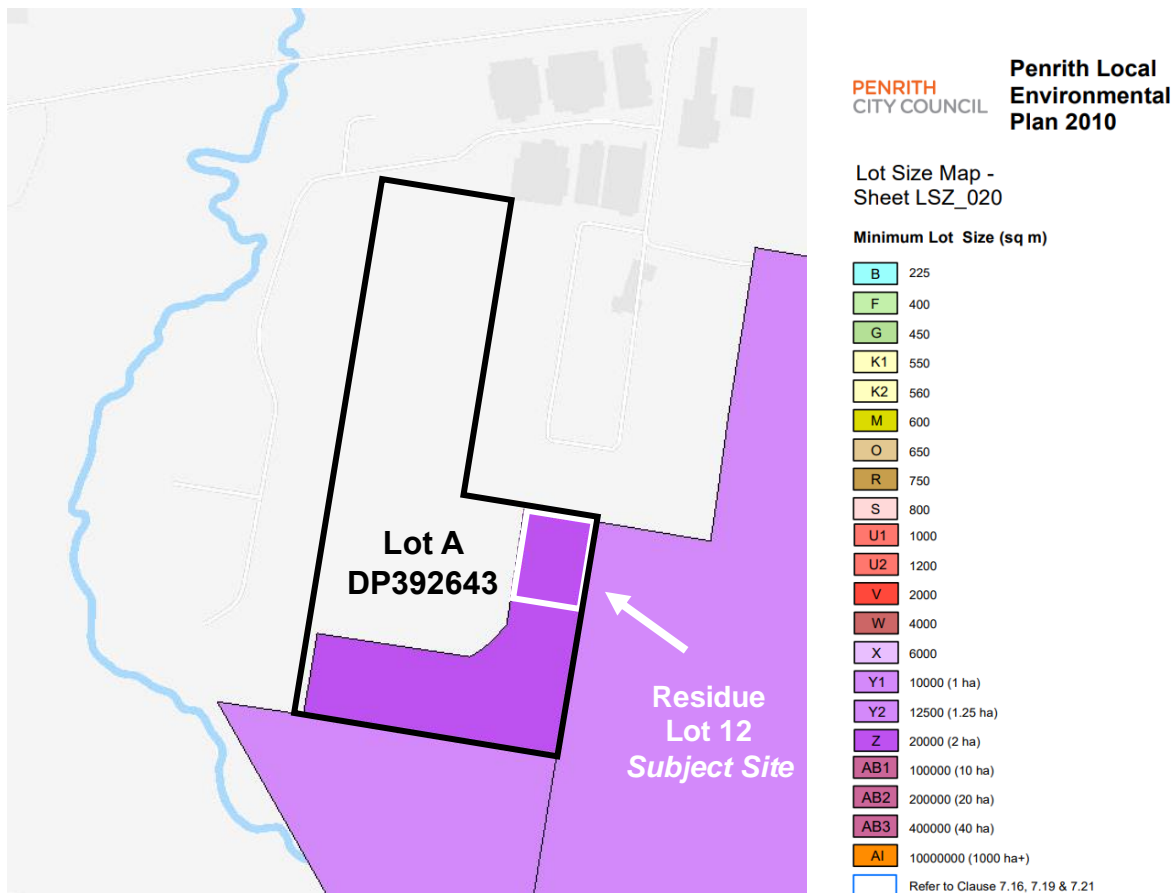 Lot A
DP392643
Residue
Lot 12
Subject Site
PENRITH
CITY COUNCIL
Penrith Local
Environmental
Plan 2010
Lot Size Map -
Sheet LSZ_020
Minimum Lot Size (sq m)
B 225
F 400
G 450
K1 550
K2 560
M 600
O 650
R 750
S 800
U1 1000
U2 1200
V 2000
W 4000
X 6000
Y1 10000 (1 ha)
Y2 12500 (1.25 ha)
Z 20000 (2 ha)
AB1 100000 (10 ha)
AB2 200000 (20 ha)
AB3 400000 (40 ha)
AI 10000000 (1000 ha+)
Refer to Clause 7.16, 7.19 & 7.21